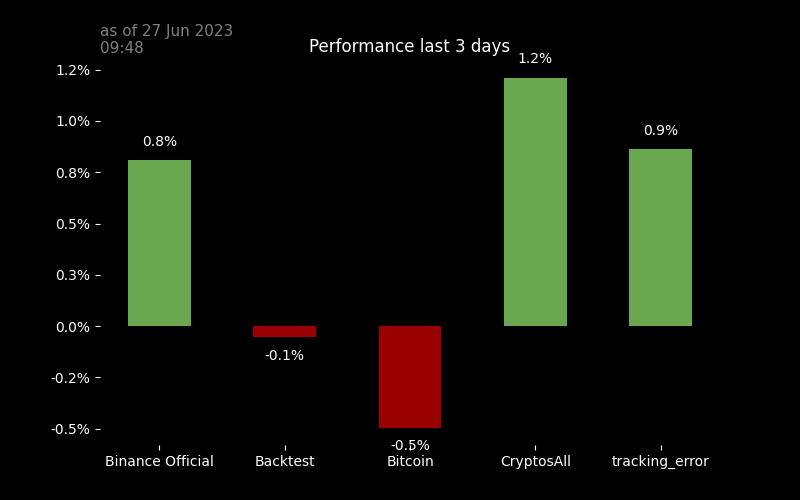 as of 27 Jun 2023
09:48
Performance last 3 days
1.2%
1.0%
0.8%
0.5%
0.3%
0.0%
-0.2%
-0.5%
0.8%
-0.1%
-0.5%
1.2%
0.9%
Binance Official
Backtest
Bitcoin
CryptosAll
tracking_error